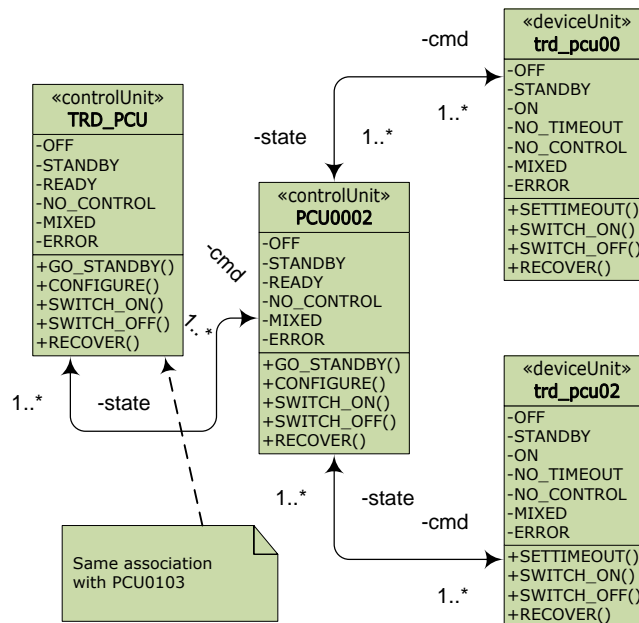 «controlUnit»
TRD_PCU
-OFF
-STANDBY
-READY
-NO_CONTROL
-MIXED
-ERROR
+GO_STANDBY()
+CONFIGURE()
+SWITCH_ON()
+SWITCH_OFF()
+RECOVER()
1..*
-state
-cmd
1..*
Same association
with PCU0103
«controlUnit»
PCU0002
-OFF
-STANDBY
-READY
-NO_CONTROL
-MIXED
-ERROR
+GO_STANDBY()
+CONFIGURE()
+SWITCH_ON()
+SWITCH_OFF()
+RECOVER()
-cmd
-state
1..*
1..*
«deviceUnit»
trd_pcu00
-OFF
-STANDBY
-ON
-NO_TIMEOUT
-NO_CONTROL
-MIXED
-ERROR
+SETTIMEOUT()
+SWITCH_ON()
+SWITCH_OFF()
+RECOVER()
1..*
-state
-cmd
1..*
«deviceUnit»
trd_pcu02
-OFF
-STANDBY
-ON
-NO_TIMEOUT
-NO_CONTROL
-MIXED
-ERROR
+SETTIMEOUT()
+SWITCH_ON()
+SWITCH_OFF()
+RECOVER()